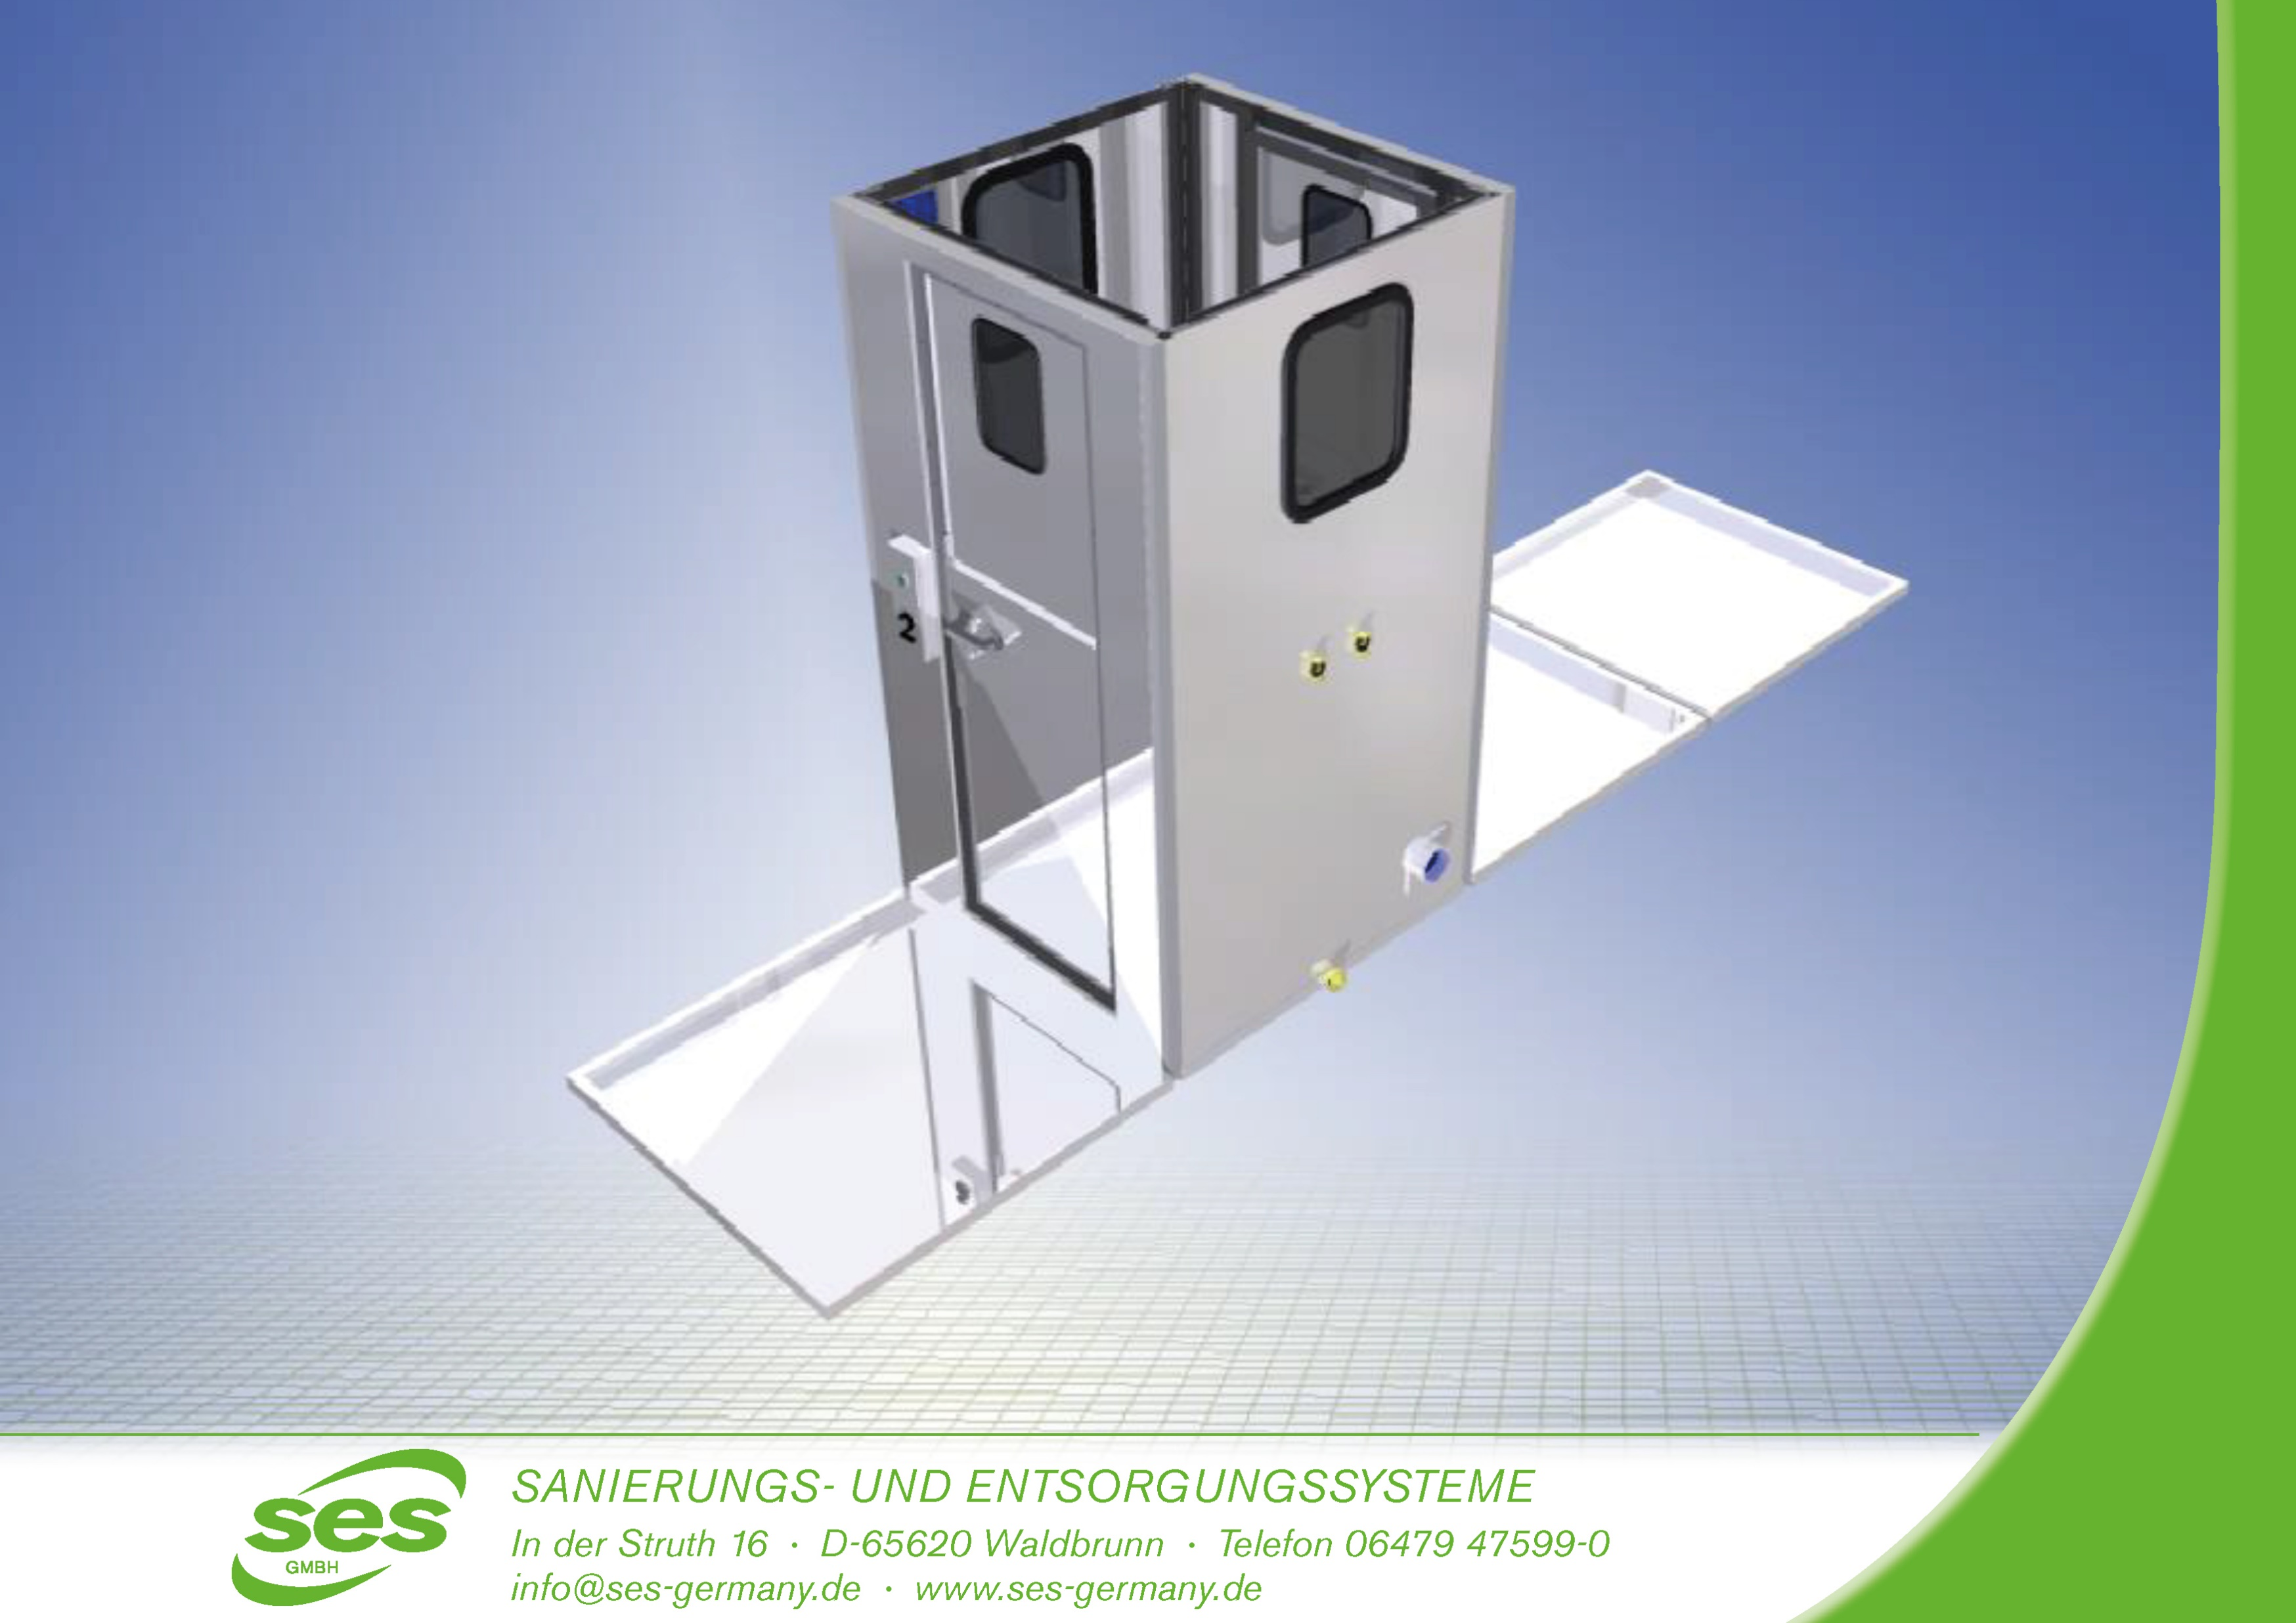 2
3
ses
GMBH
SANIERUNGS- UND ENTSORGUNGSSYSTEME
In der Struth 16 · D-65620 Waldbrunn · Telefon 06479 47599-0
info@ses-germany.de · www.ses-germany.de